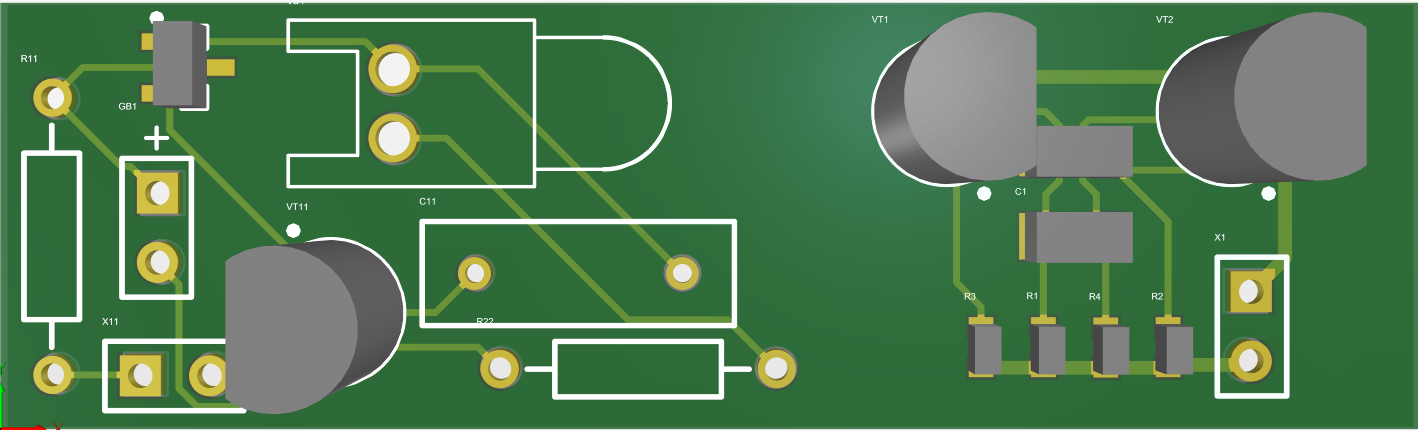 VT1
VT2
R11
GB1
+
C1
VT11
C11
X1
R3
R1
R4
R2
X11
R22
X